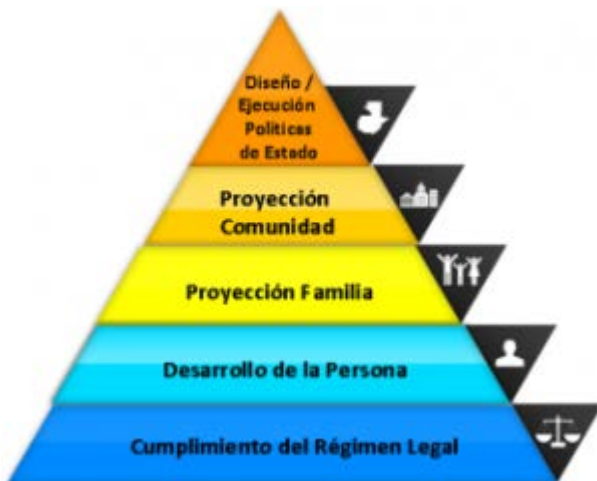 Diseño /
Ejecución
Políticas
de Estado
Proyección
Comunidad
Proyección Familia
Desarrollo de la Persona
Cumplimiento del Régimen Legal